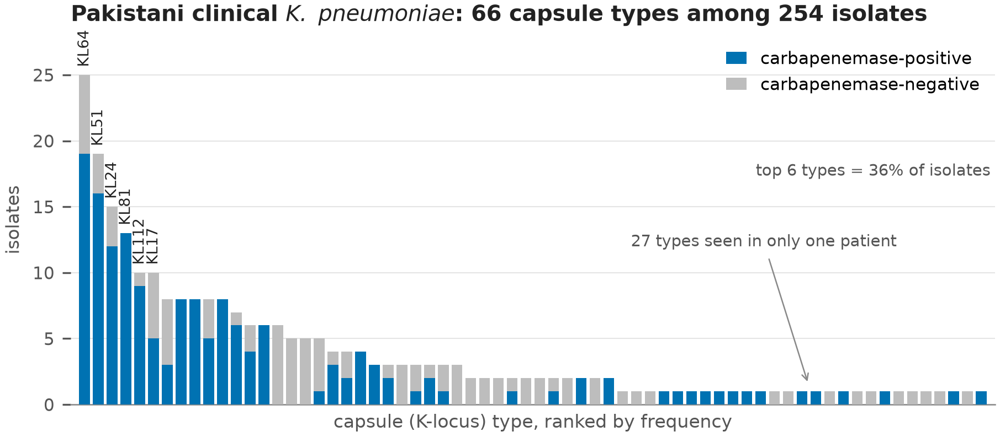 Pakistani clinical K. pneumoniae: 66 capsule types among 254 isolates
carbapenemase-positive
carbapenemase-negative
KL64
KL51
KL24
KL81
KL112
KL17
top 6 types = 36% of isolates
27 types seen in only one patient
isolates
25
20
15
10
5
0
capsule (K-locus) type, ranked by frequency